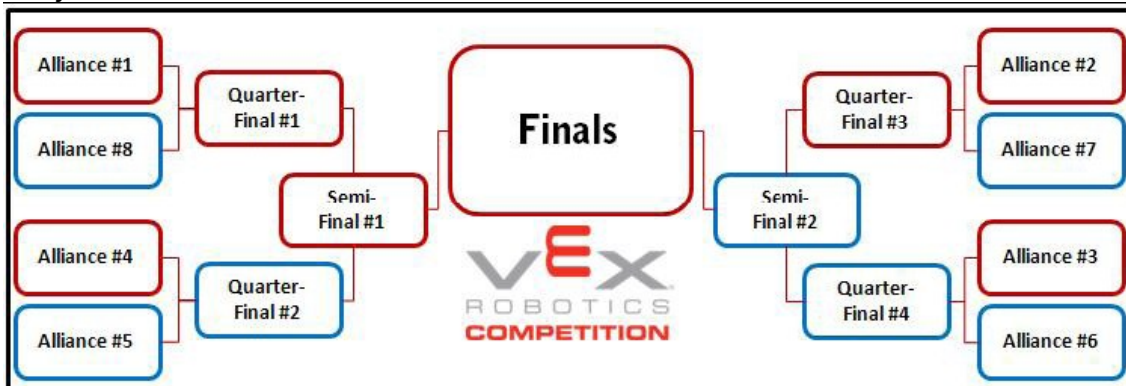 Alliance #1
Alliance #8
Quarter-
Final #1
Alliance #4
Alliance #5
Quarter-
Final #2
Semi-
Final #1
Finals
VEX
ROBOTICS
COMPETITION
Semi-
Final #2
Quarter-
Final #3
Alliance #2
Alliance #7
Quarter-
Final #4
Alliance #3
Alliance #6